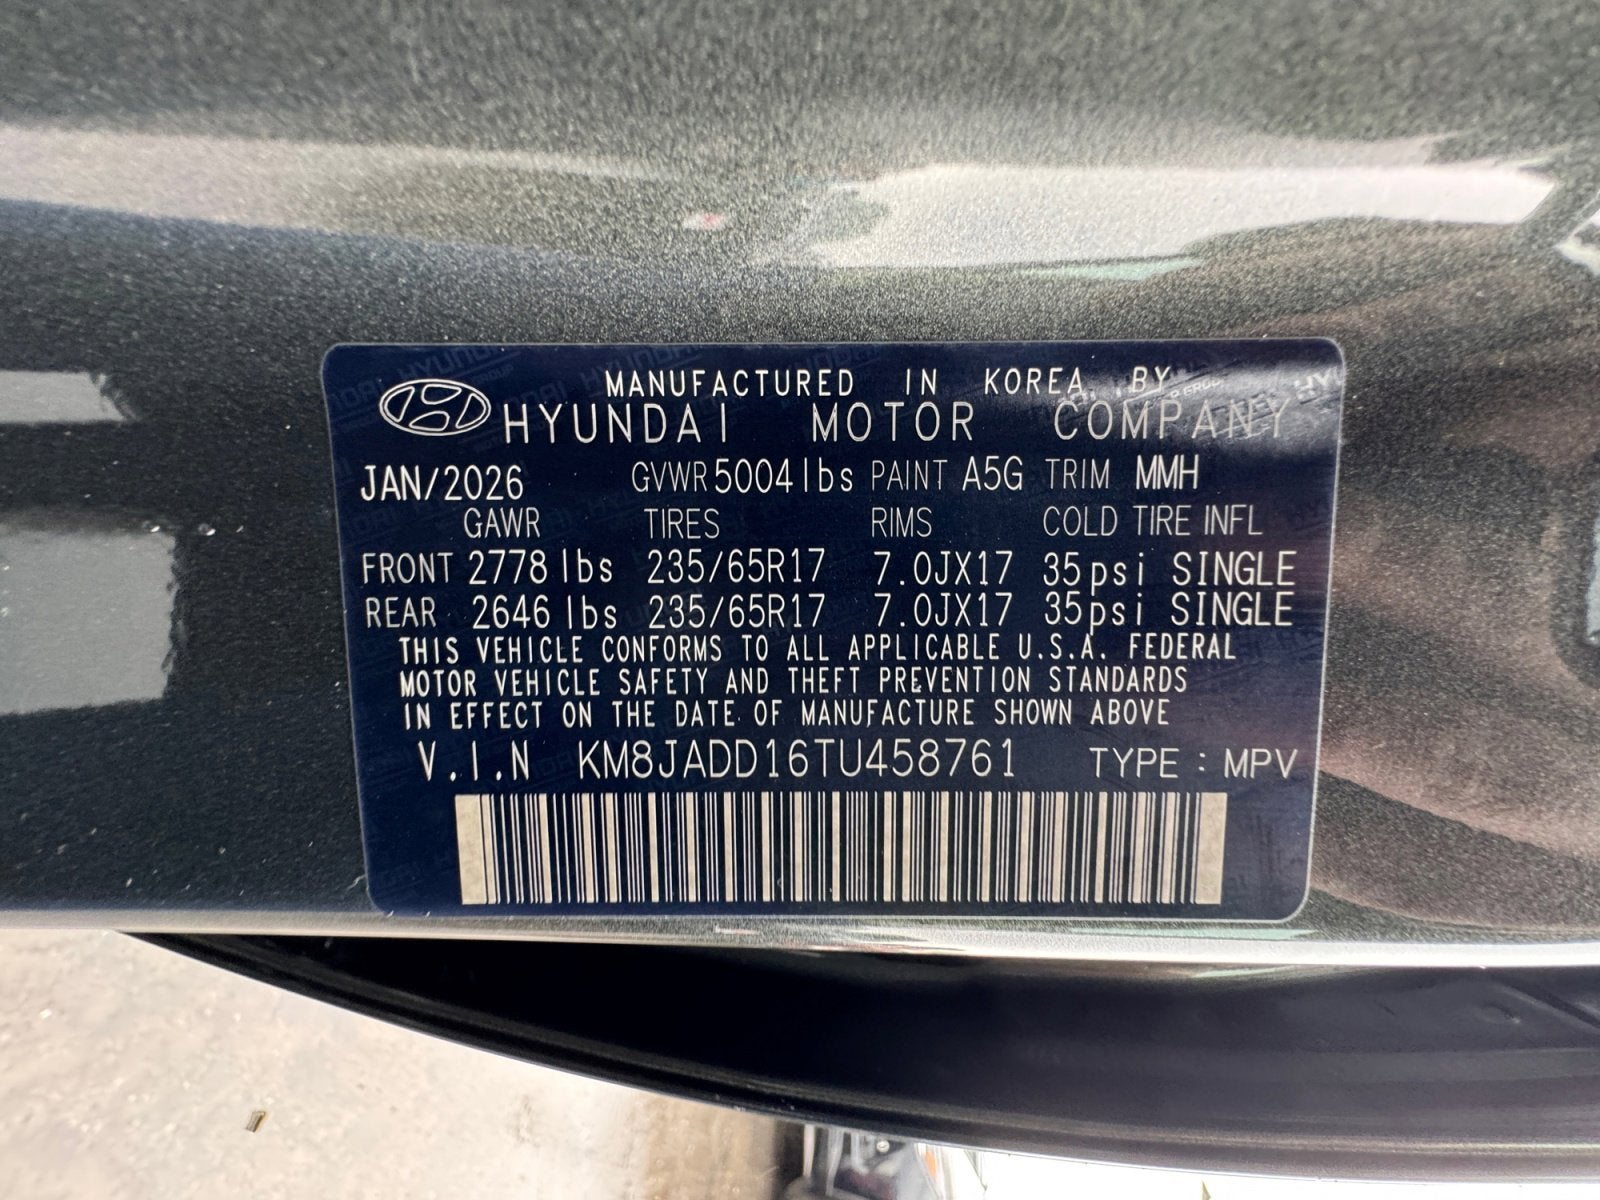 MANUFACTURED IN KOREA BY
HYUNDAI MOTOR COMPANY
JAN/2026 GVWR 5004 lbs PAINT A5G TRIM MMH
GAWR TIRES RIMS COLD TIRE INFL
FRONT 2778 lbs 235/65R17 7.0JX17 35psi SINGLE
REAR 2646 lbs 235/65R17 7.0JX17 35psi SINGLE
THIS VEHICLE CONFORMS TO ALL APPLICABLE U.S.A. FEDERAL
MOTOR VEHICLE SAFETY AND THEFT PREVENTION STANDARDS
IN EFFECT ON THE DATE OF MANUFACTURE SHOWN ABOVE
V.I.N KM8JADD16TU458761 TYPE : MPV